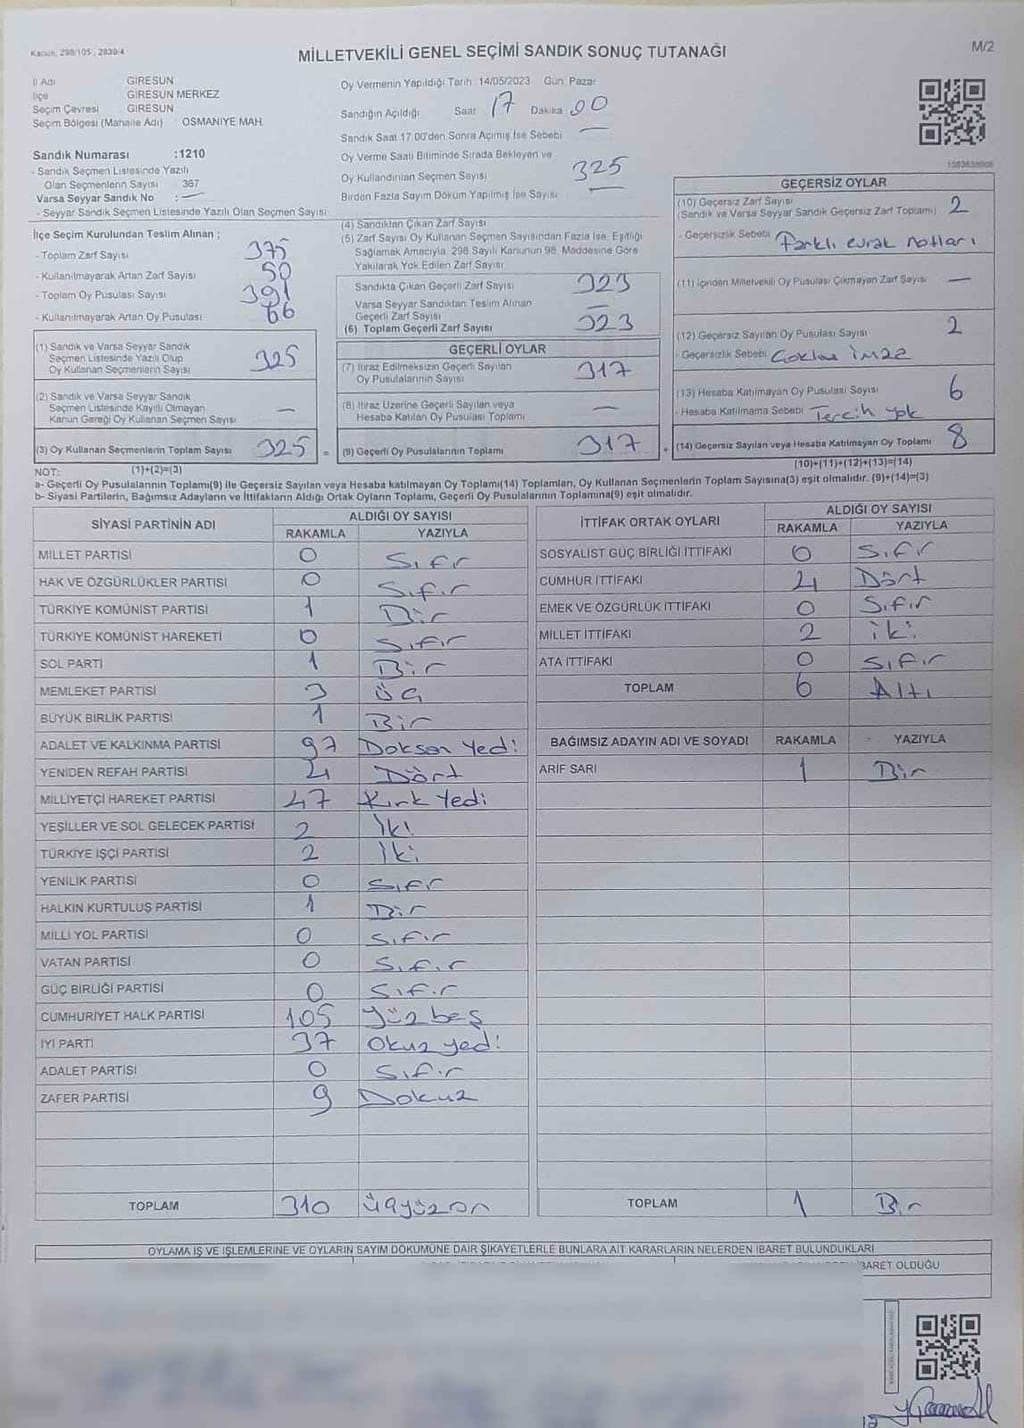 Kanun: 298/105 , 2839/4
MİLLETVEKİLİ GENEL SEÇİMİ SANDIK SONUÇ TUTANAĞI
M/2
İl Adı GİRESUN
İlçe GİRESUN MERKEZ
Seçim Çevresi GİRESUN
Seçim Bölgesi (Mahalle Adı) OSMANİYE MAH.
Sandık Numarası :1210
- Sandık Seçmen Listesinde Yazılı
Olan Seçmenlerin Sayısı 367
Varsa Seyyar Sandık No : —
- Seyyar Sandık Seçmen Listesinde Yazılı Olan Seçmen Sayısı
İlçe Seçim Kurulundan Teslim Alınan ;
- Toplam Zarf Sayısı 375
- Kullanılmayarak Artan Zarf Sayısı 50
- Toplam Oy Pusulası Sayısı 391
- Kullanılmayarak Artan Oy Pusulası 66
Oy Vermenin Yapıldığı Tarih :14/05/2023 Gün: Pazar
Sandığın Açıldığı Saat 17 Dakika 00
Sandık Saat 17:00'den Sonra Açılmış İse Sebebi —
Oy Verme Saati Bitiminde Sırada Bekleyen ve
Oy Kullandırılan Seçmen Sayısı 325
Birden Fazla Sayım Döküm Yapılmış İse Sayısı —
(4) Sandıktan Çıkan Zarf Sayısı
(5) Zarf Sayısı Oy Kullanan Seçmen Sayısından Fazla İse, Eşitliği
Sağlamak Amacıyla, 298 Sayılı Kanunun 98. Maddesine Göre
Yakılarak Yok Edilen Zarf Sayısı
Sandıkta Çıkan Geçerli Zarf Sayısı 323
Varsa Seyyar Sandıktan Teslim Alınan
Geçerli Zarf Sayısı —
(6) Toplam Geçerli Zarf Sayısı 323
1083639808
GEÇERSİZ OYLAR
(10) Geçersiz Zarf Sayısı
(Sandık ve Varsa Seyyar Sandık Geçersiz Zarf Toplamı) 2
- Geçersizlik Sebebi Farklı evrak notları
(11) İçinden Milletvekili Oy Pusulası Çıkmayan Zarf Sayısı —
(12) Geçersiz Sayılan Oy Pusulası Sayısı 2
- Geçersizlik Sebebi imza
(13) Hesaba Katılmayan Oy Pusulası Sayısı 6
- Hesaba Katılmama Sebebi Tercih yok
(14) Geçersiz Sayılan veya Hesaba Katılmayan Oy Toplamı 8
(10)+(11)+(12)+(13)=(14)
(1) Sandık ve Varsa Seyyar Sandık
Seçmen Listesinde Yazılı Olup
Oy Kullanan Seçmenlerin Sayısı 325
(2) Sandık ve Varsa Seyyar Sandık
Seçmen Listesinde Kayıtlı Olmayan
Kanun Gereği Oy Kullanan Seçmen Sayısı —
(3) Oy Kullanan Seçmenlerin Toplam Sayısı 325 =
(1)+(2)=(3)
GEÇERLİ OYLAR
(7) İtiraz Edilmeksizin Geçerli Sayılan
Oy Pusulalarının Sayısı 317
(8) İtiraz Üzerine Geçerli Sayılan veya
Hesaba Katılan Oy Pusulası Toplamı —
(9) Geçerli Oy Pusulalarının Toplamı 317 +
NOT:
a- Geçerli Oy Pusulalarının Toplamı(9) ile Geçersiz Sayılan veya Hesaba katılmayan Oy Toplamı(14) Toplamları, Oy Kullanan Seçmenlerin Toplam Sayısına(3) eşit olmalıdır. (9)+(14)=(3)
b- Siyasi Partilerin, Bağımsız Adayların ve İttifakların Aldığı Ortak Oyların Toplamı, Geçerli Oy Pusulalarının Toplamına(9) eşit olmalıdır.
SİYASİ PARTİNİN ADI ALDIĞI OY SAYISI
RAKAMLA YAZIYLA
MİLLET PARTİSİ 0 Sıfır
HAK VE ÖZGÜRLÜKLER PARTİSİ 0 Sıfır
TÜRKİYE KOMÜNİST PARTİSİ 1 Bir
TÜRKİYE KOMÜNİST HAREKETİ 0 Sıfır
SOL PARTİ 1 Bir
MEMLEKET PARTİSİ 3 üç
BÜYÜK BİRLİK PARTİSİ 1 Bir
ADALET VE KALKINMA PARTİSİ 97 Doksan Yedi
YENİDEN REFAH PARTİSİ 4 Dört
MİLLİYETÇİ HAREKET PARTİSİ 47 Kırk Yedi
YEŞİLLER VE SOL GELECEK PARTİSİ 2 İki
TÜRKİYE İŞÇİ PARTİSİ 2 İki
YENİLİK PARTİSİ 0 Sıfır
HALKIN KURTULUŞ PARTİSİ 1 Bir
MİLLİ YOL PARTİSİ 0 Sıfır
VATAN PARTİSİ 0 Sıfır
GÜÇ BİRLİĞİ PARTİSİ 0 Sıfır
CUMHURİYET HALK PARTİSİ 105 yüz beş
İYİ PARTİ 37 Okuz yedi
ADALET PARTİSİ 0 Sıfır
ZAFER PARTİSİ 9 Dokuz
TOPLAM 310 üçyüzon
İTTİFAK ORTAK OYLARI ALDIĞI OY SAYISI
RAKAMLA YAZIYLA
SOSYALİST GÜÇ BİRLİĞİ İTTİFAKI 0 Sıfır
CUMHUR İTTİFAKI 4 Dört
EMEK VE ÖZGÜRLÜK İTTİFAKI 0 Sıfır
MİLLET İTTİFAKI 2 iki
ATA İTTİFAKI 0 Sıfır
TOPLAM 6 Altı
BAĞIMSIZ ADAYIN ADI VE SOYADI RAKAMLA YAZIYLA
ARİF SARI 1 Bir
TOPLAM 1 Bir
OYLAMA İŞ VE İŞLEMLERİNE VE OYLARIN SAYIM DÖKÜMÜNE DAİR ŞİKAYETLERLE BUNLARA AİT KARARLARIN NELERDEN İBARET BULUNDUKLARI
BARET OLDUĞU